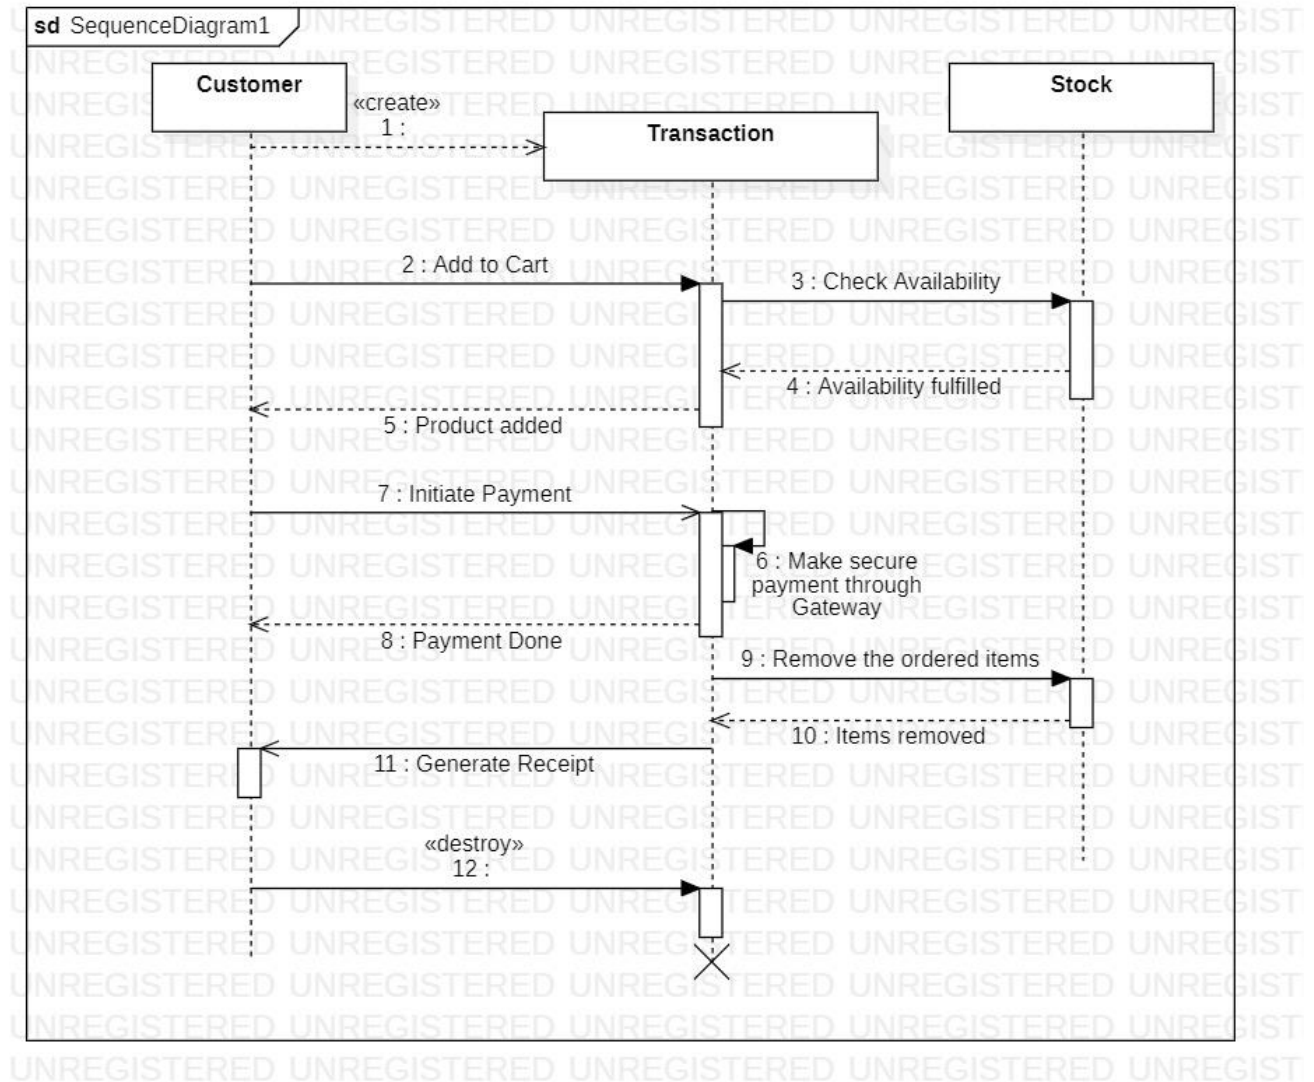 sd SequenceDiagram1
Customer
Stock
«create»
1 :
Transaction
2 : Add to Cart
3 : Check Availability
4 : Availability fulfilled
5 : Product added
7 : Initiate Payment
6 : Make secure
payment through
Gateway
8 : Payment Done
9 : Remove the ordered items
10 : Items removed
11 : Generate Receipt
«destroy»
12 :
UNREGISTERED